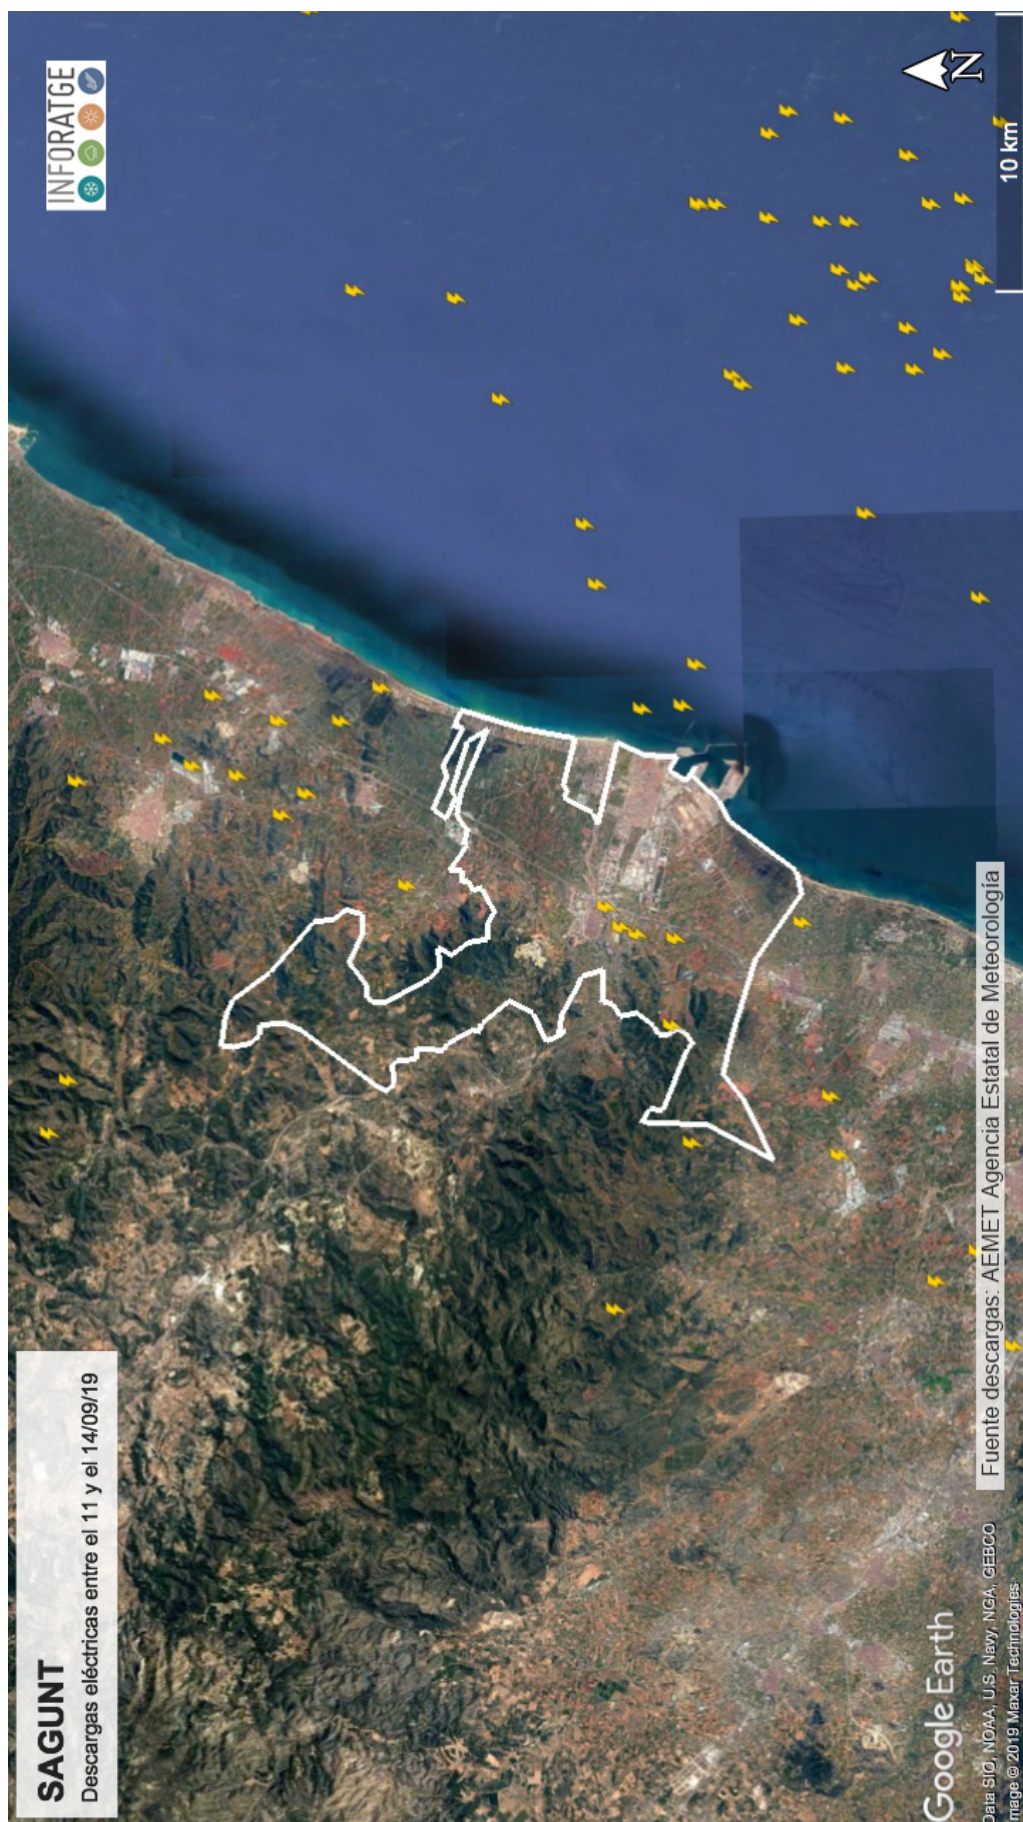 SAGUNT
Descargas eléctricas entre el 11 y el 14/09/19
INFORATGE
N
10 km
Fuente descargas: AEMET Agencia Estatal de Meteorología
Google Earth
Data SIO, NOAA, U.S. Navy, NGA, GEBCO
mage © 2019 Maxar Technologies